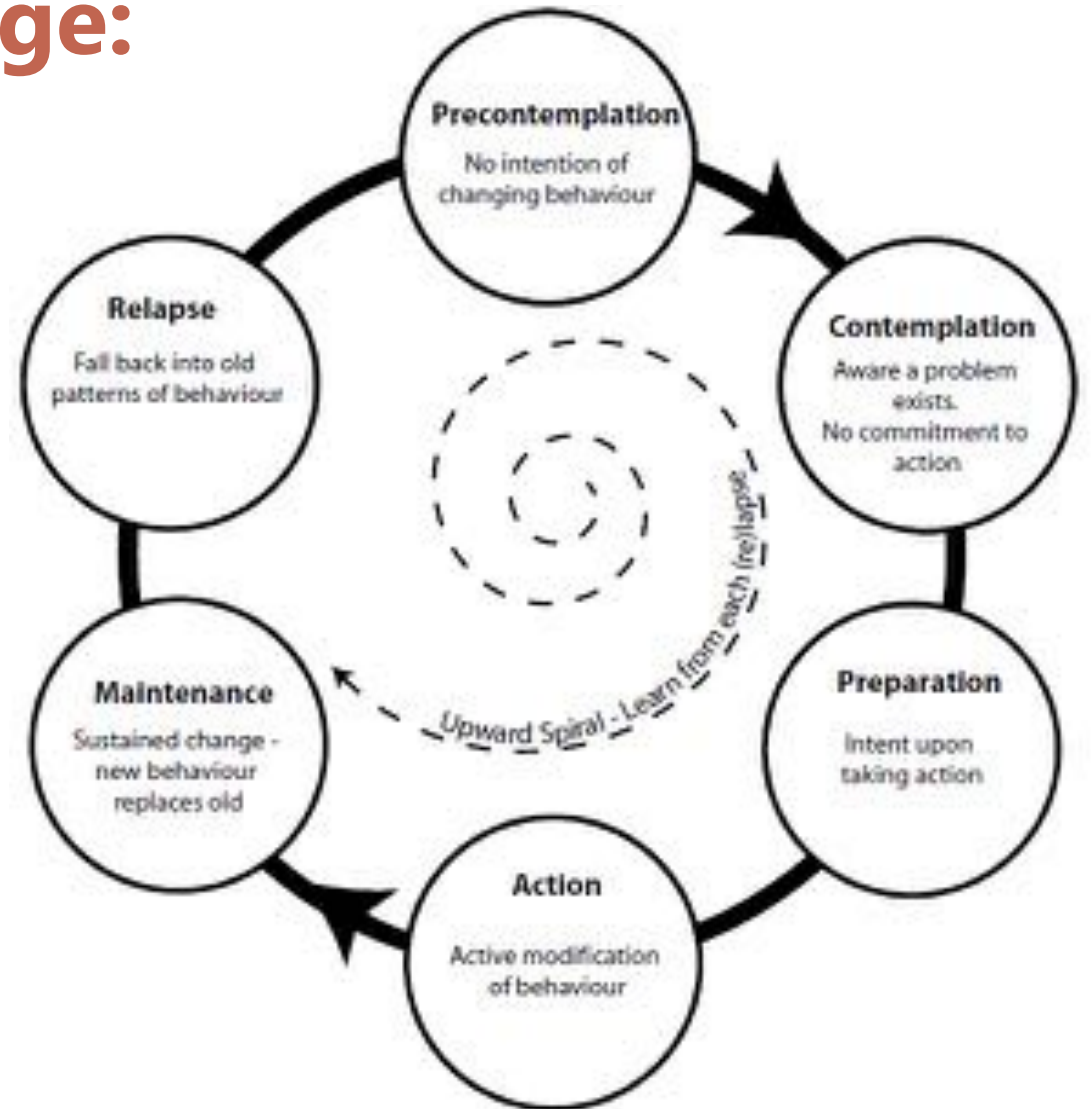 ge:
Precontemplation
No intention of
changing behaviour
Contemplation
Aware a problem
exists.
No commitment to
action
Preparation
Intent upon
taking action
Action
Active modification
of behaviour
Maintenance
Sustained change -
new behaviour
replaces old
Relapse
Fall back into old
patterns of behaviour
Upward Spiral - Learn from each (re)lapse